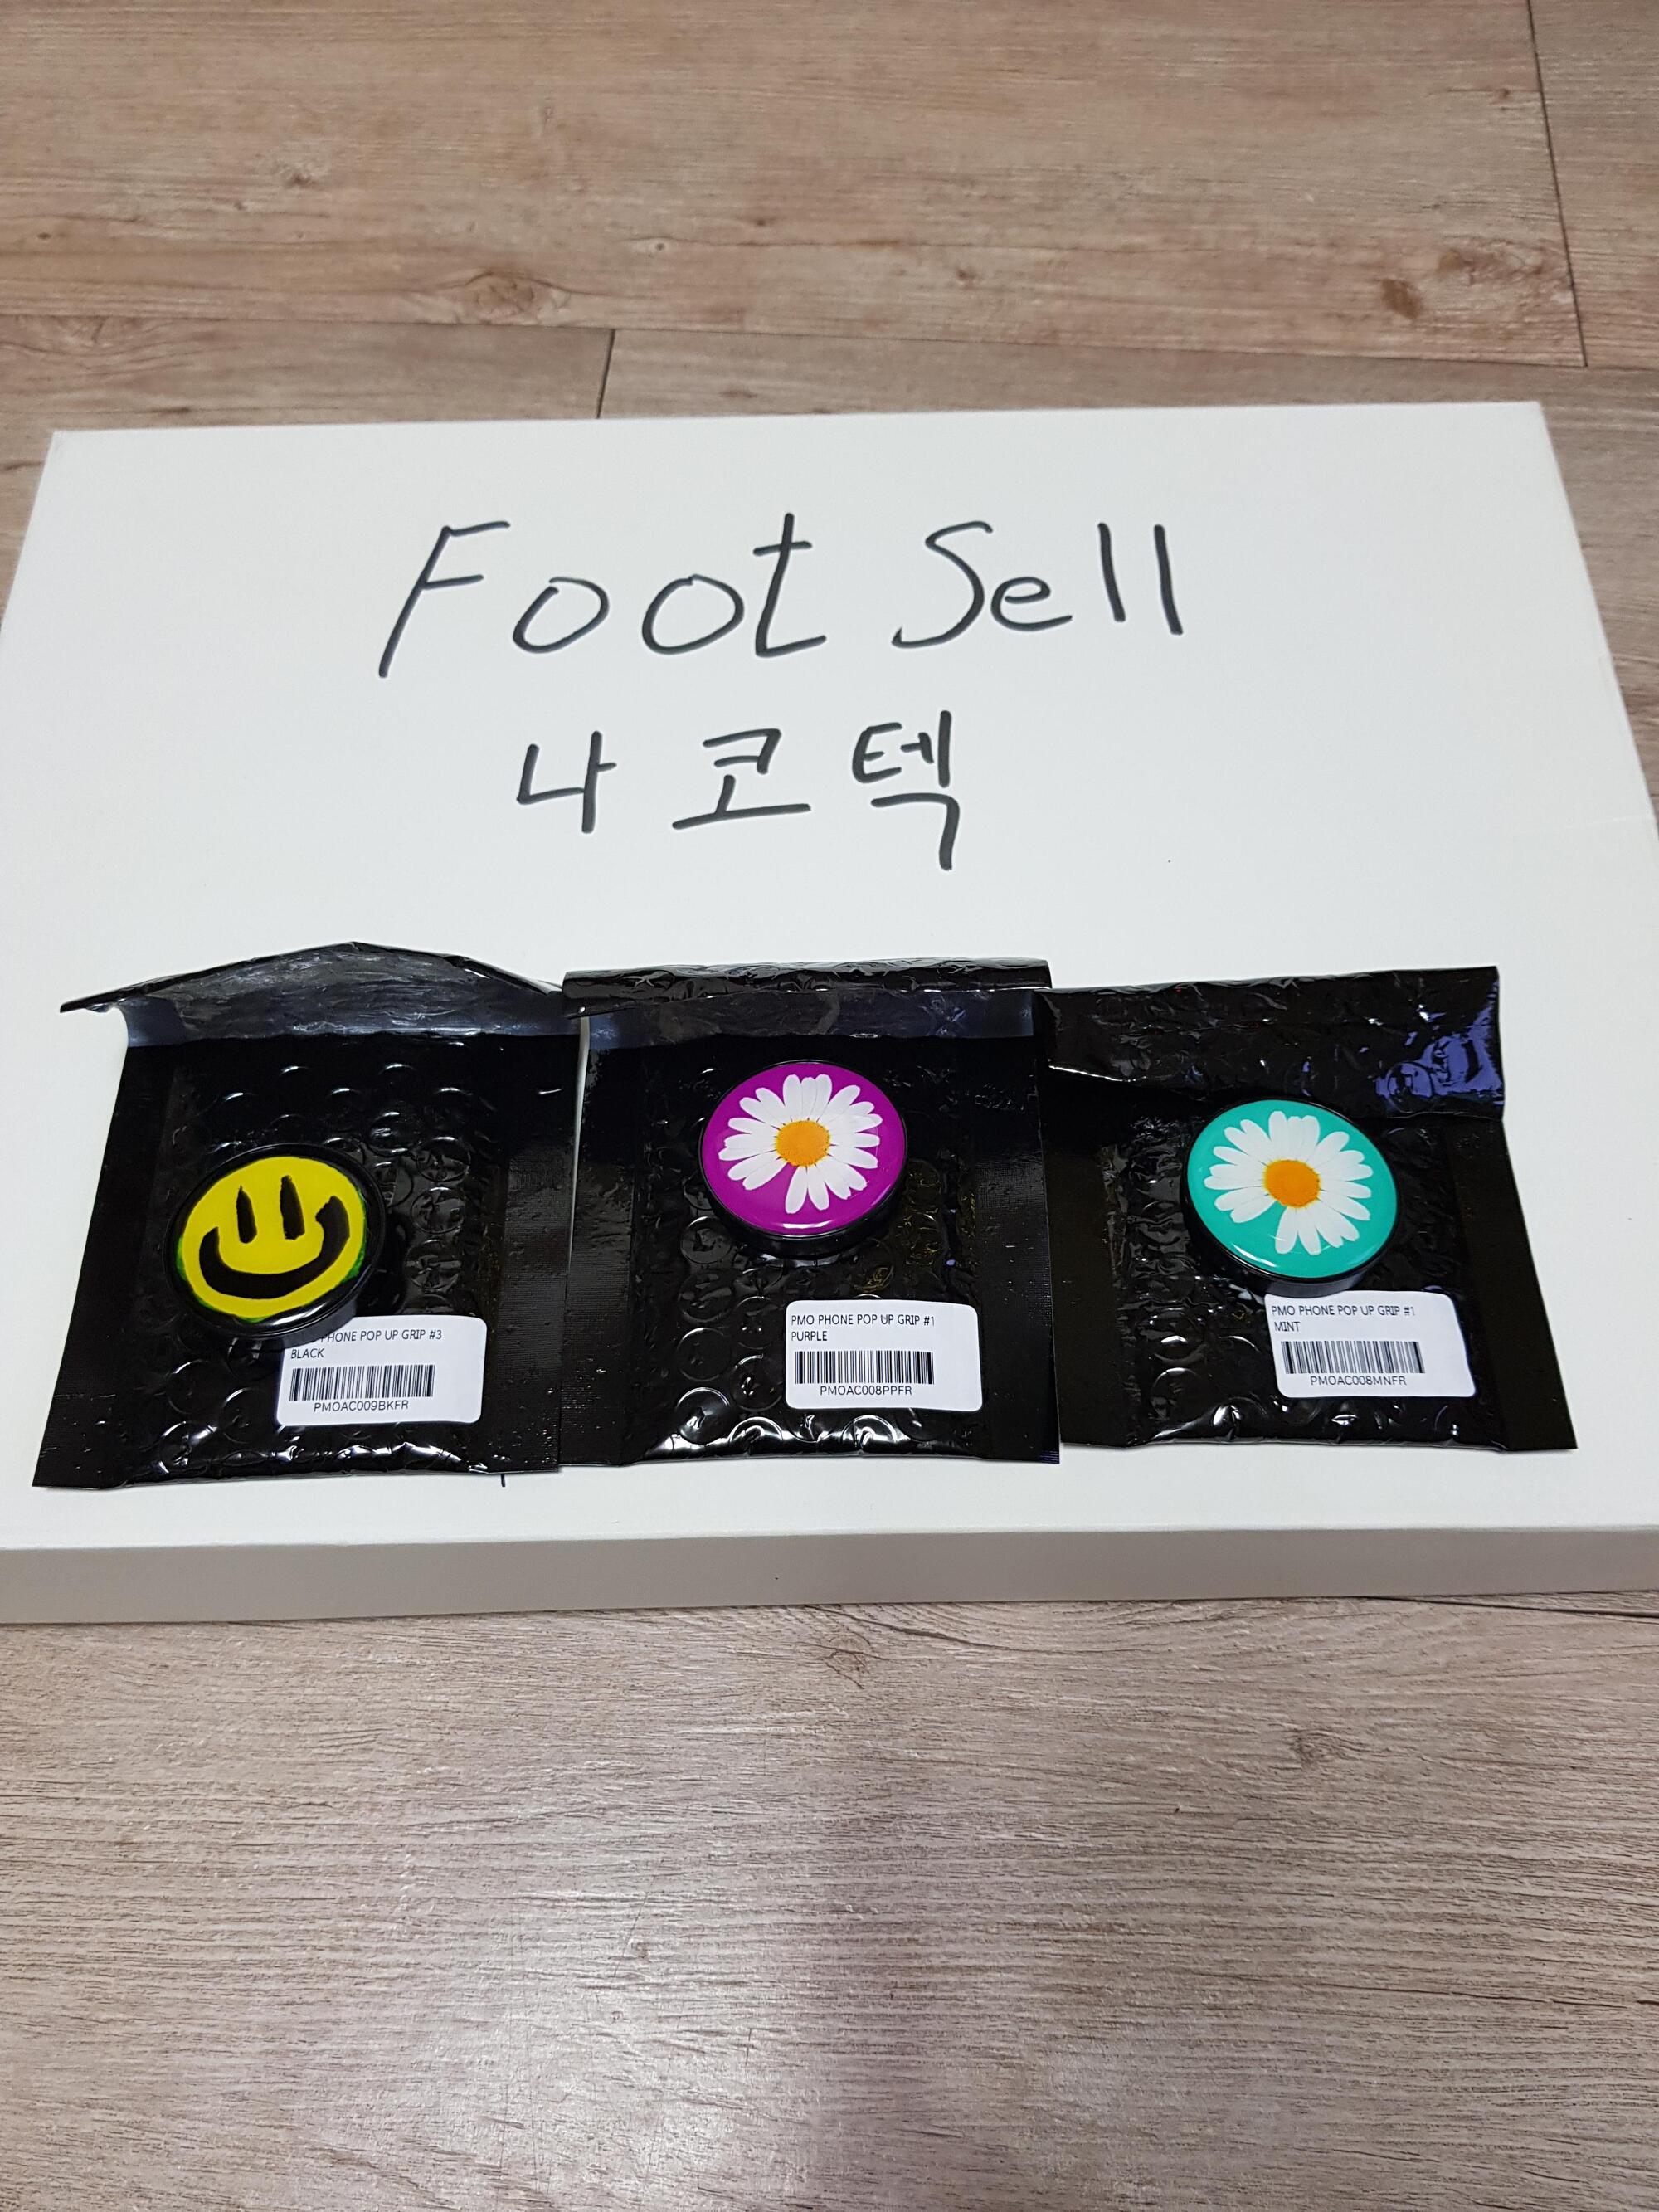 Foot Sell
나코텍
PHONE POP UP GRIP #3
BLACK
PMOAC009BKFR
PMO PHONE POP UP GRIP #1
PURPLE
PMOAC008PPFR
PMO PHONE POP UP GRIP #1
MINT
PMOAC008MNFR